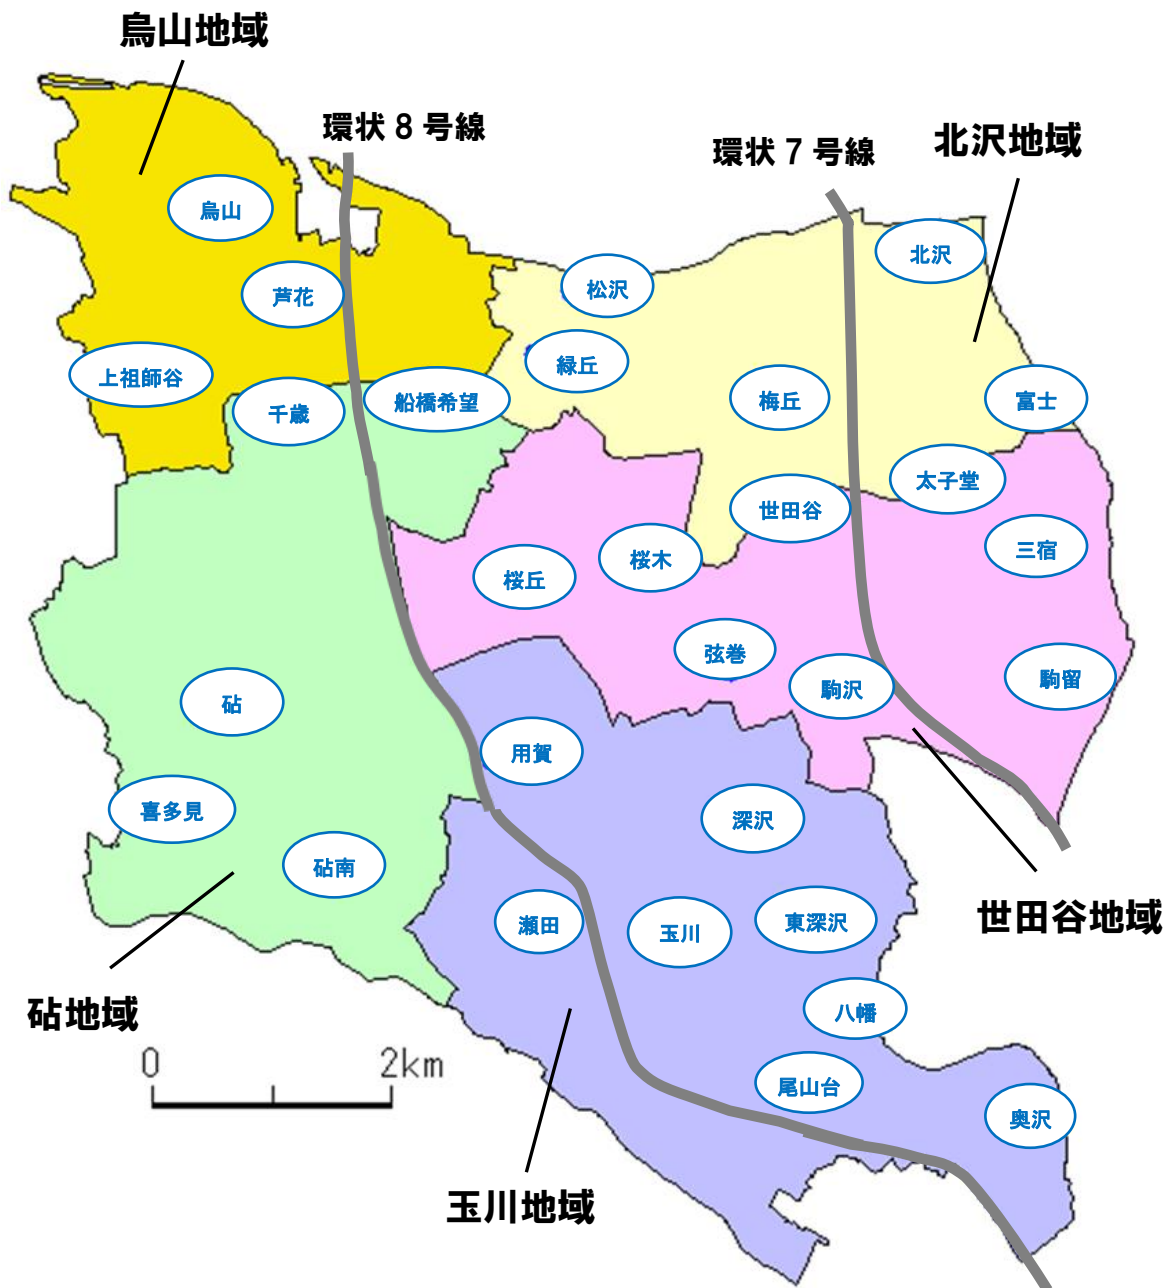 烏山地域
環状８号線
環状７号線
北沢地域
烏山
北沢
芦花
松沢
緑丘
上祖師谷
千歳
船橋希望
梅丘
富士
太子堂
世田谷
三宿
桜丘
桜木
弦巻
駒沢
駒留
砧
用賀
喜多見
深沢
砧南
瀬田
玉川
東深沢
世田谷地域
砧地域
八幡
0
2km
尾山台
奥沢
玉川地域